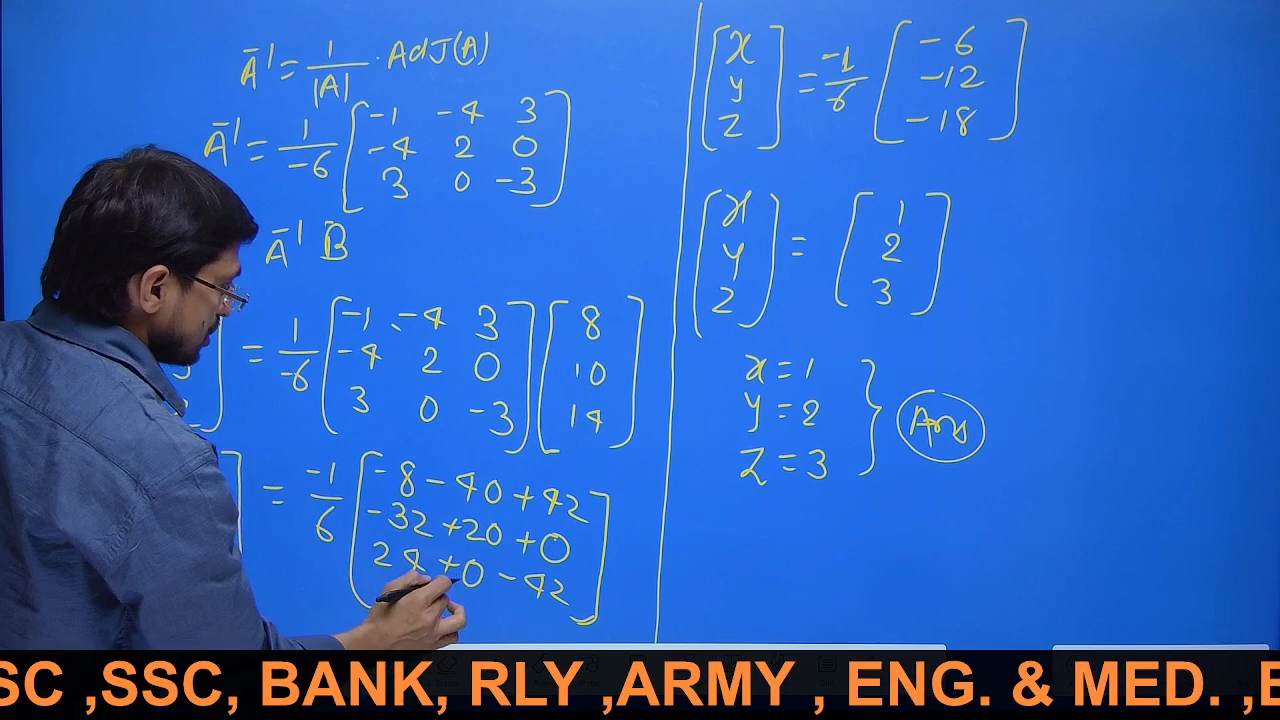 A⁻¹ = 1/|A| · AdJ(A)
A⁻¹ = 1/-6 [-1 -4 3
-4 2 0
3 0 -3]
A⁻¹ B
= 1/-6 [-1 -4 3
-4 2 0
3 0 -3] [8
10
14]
= -1/6 [-8 - 40 + 42
-32 + 20 + 0
24 + 0 - 42]
[x
y
z] = -1/6 [-6
-12
-18]
[x
y
z] = [1
2
3]
x = 1
y = 2
z = 3
} Ans
SC ,SSC, BANK, RLY ,ARMY , ENG. & MED. ,E